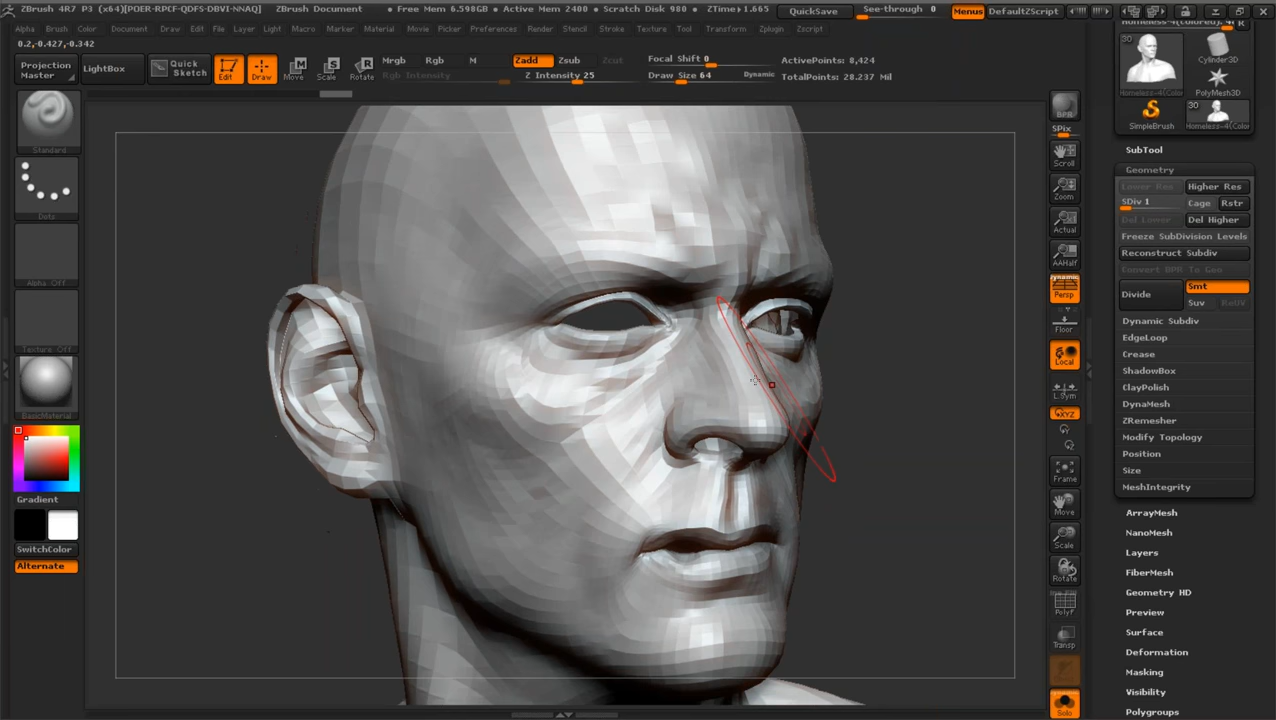 ZBrush 4R7 P3 (x64)[POER-RPCF-QDFS-DBVI-NNAQ] ZBrush Document • Free Mem 6.598GB • Active Mem 2400 • Scratch Disk 980 • ZTime▸1.665 QuickSave See-through 0 Menus DefaultZScript
Alpha Brush Color Document Draw Edit File Layer Light Macro Marker Material Movie Picker Preferences Render Stencil Stroke Texture Tool Transform Zplugin Zscript
0.2,-0.427,-0.342
Projection
Master
LightBox
Quick
Sketch
Edit
Draw
Move
Scale
Rotate
Mrgb Rgb M
Rgb Intensity
Zadd Zsub Zcut
Z Intensity 25
Focal Shift 0
Draw Size 64
Dynamic
ActivePoints: 8,424
TotalPoints: 28.237 Mil
Standard
Dots
Alpha Off
Texture Off
BasicMaterial
Gradient
SwitchColor
Alternate
BPR
SPix
Scroll
Zoom
Actual
AAHalf
Dynamic
Persp
Floor
Local
L.Sym
XYZ
Frame
Move
Scale
Rotate
PolyF
Transp
Solo
R
30
Cylinder3D
PolyMesh3D
SimpleBrush
30
SubTool
Geometry
Lower Res Higher Res
SDiv 1 Cage Rstr
Del Lower Del Higher
Freeze SubDivision Levels
Reconstruct Subdiv
Convert BPR To Geo
Divide
Smt
Suv ReUV
Dynamic Subdiv
EdgeLoop
Crease
ShadowBox
ClayPolish
DynaMesh
ZRemesher
Modify Topology
Position
Size
MeshIntegrity
ArrayMesh
NanoMesh
Layers
FiberMesh
Geometry HD
Preview
Surface
Deformation
Masking
Visibility
Polygroups